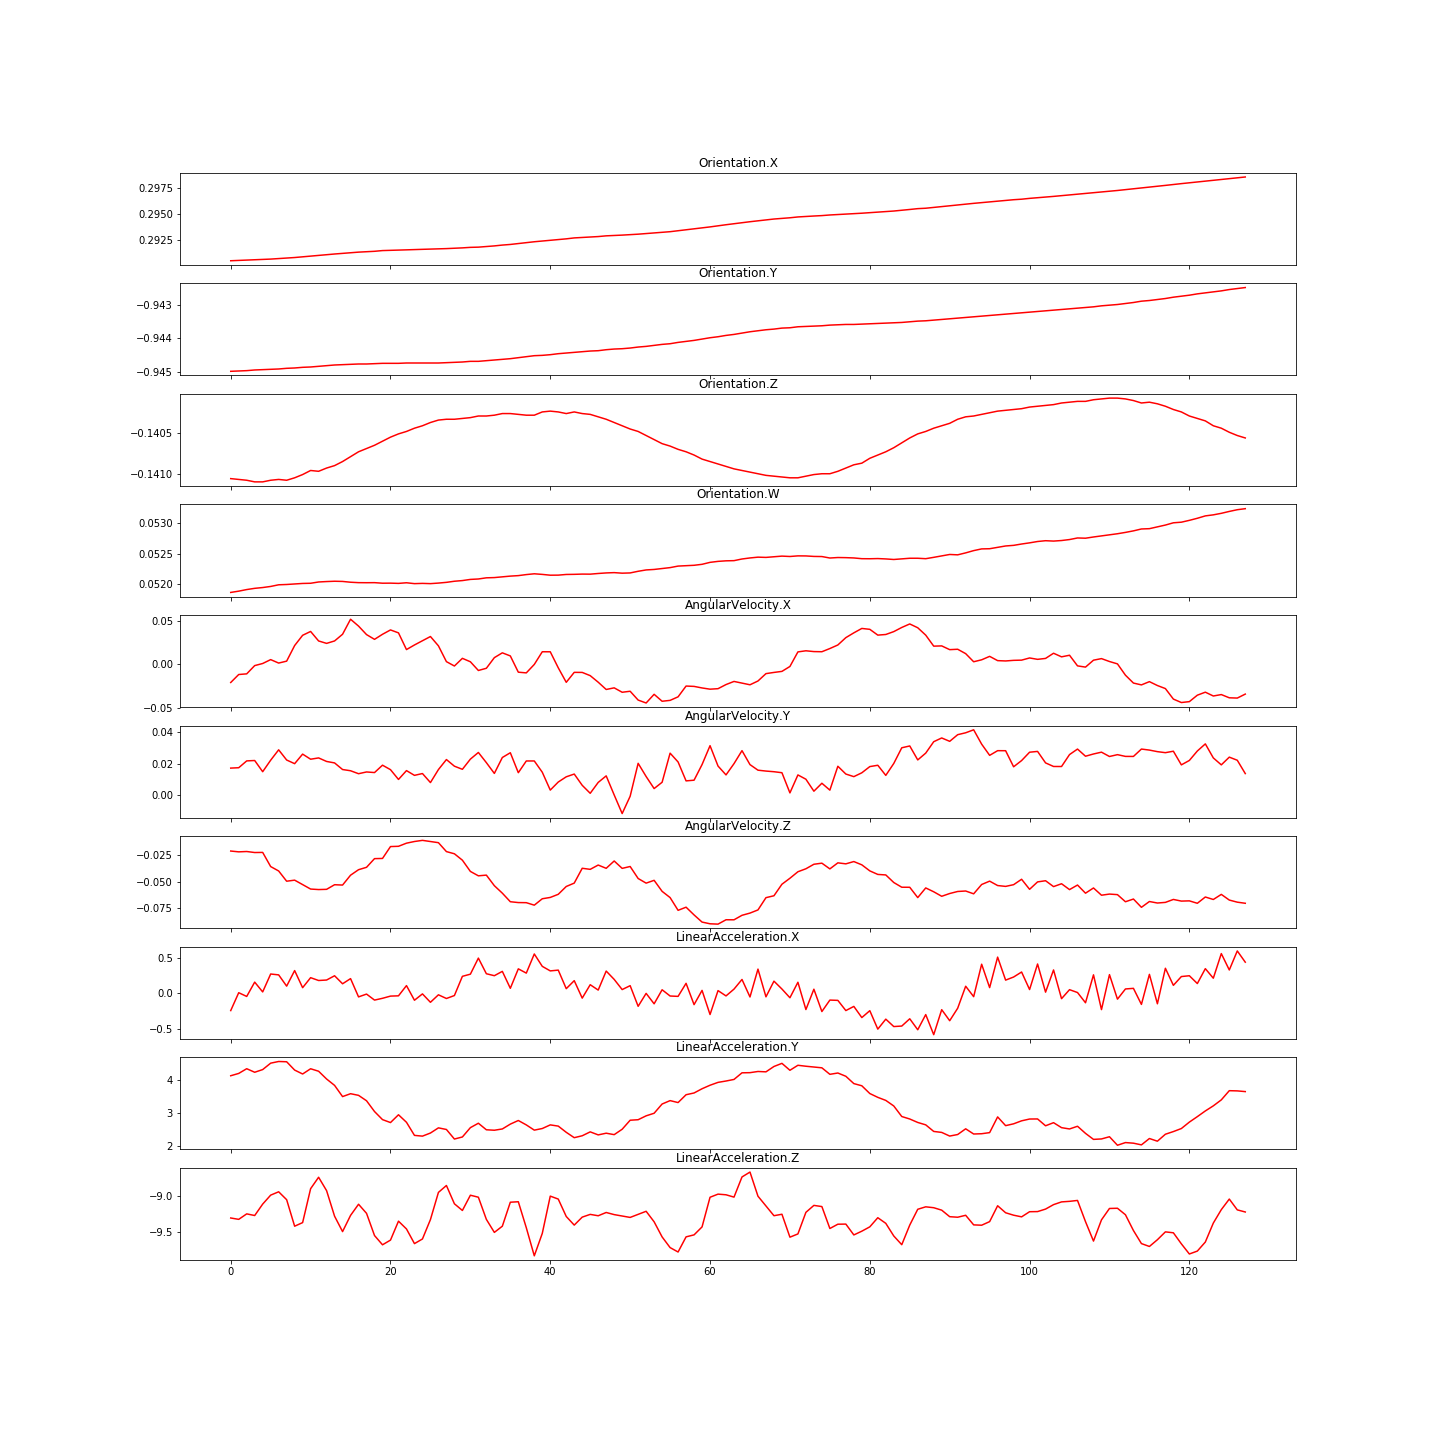 Orientation.X
0.2975
0.2950
0.2925
Orientation.Y
−0.943
−0.944
−0.945
Orientation.Z
−0.1405
−0.1410
Orientation.W
0.0530
0.0525
0.0520
AngularVelocity.X
0.05
0.00
−0.05
AngularVelocity.Y
0.04
0.02
0.00
AngularVelocity.Z
−0.025
−0.050
−0.075
LinearAcceleration.X
0.5
0.0
−0.5
LinearAcceleration.Y
4
3
2
LinearAcceleration.Z
−9.0
−9.5
0 20 40 60 80 100 120